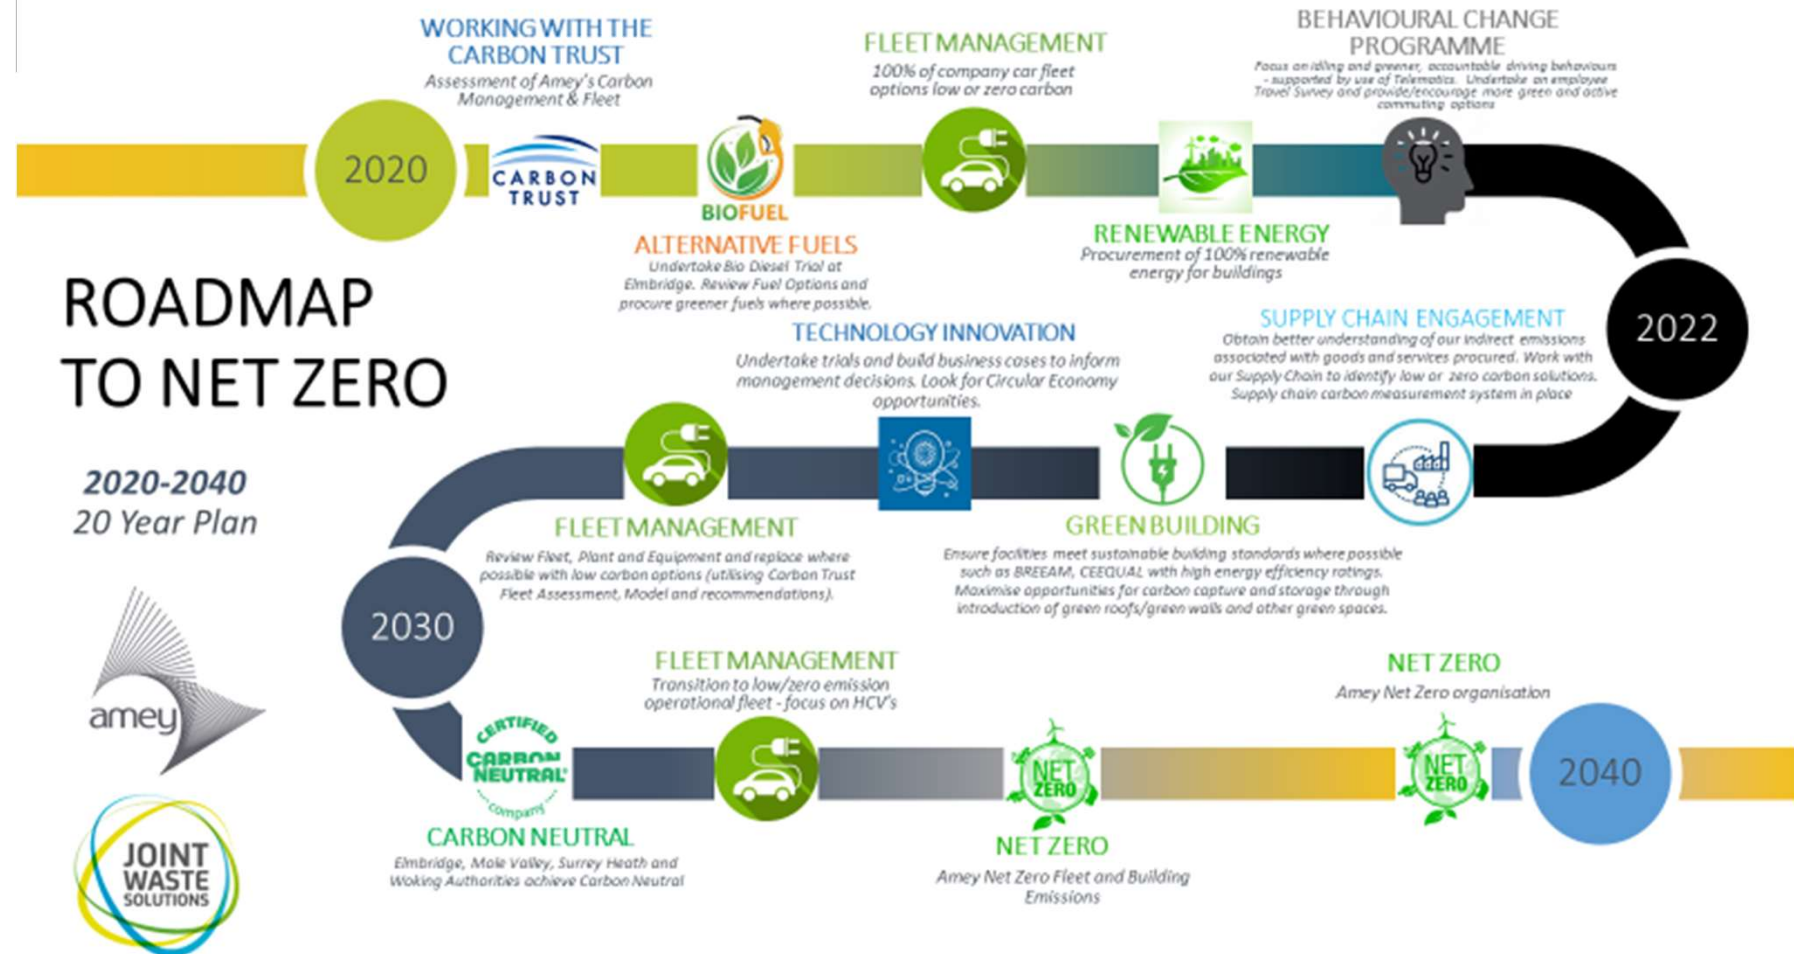 WORKING WITH THE
CARBON TRUST
Assessment of Amey's Carbon
Management & Fleet
FLEET MANAGEMENT
100% of company car fleet
options low or zero carbon
BEHAVIOURAL CHANGE
PROGRAMME
Focus on idling and greener, accountable driving behaviours
- supported by use of Telematics. Undertake an employee
Travel Survey and provide/encourage more green and active
commuting options
2020
CARBON
TRUST
BIOFUEL
ALTERNATIVE FUELS
Undertake Bio Diesel Trial at
Elmbridge. Review Fuel Options and
procure greener fuels where possible.
RENEWABLE ENERGY
Procurement of 100% renewable
energy for buildings
ROADMAP
TO NET ZERO
2020-2040
20 Year Plan
2022
SUPPLY CHAIN ENGAGEMENT
Obtain better understanding of our indirect emissions
associated with goods and services procured. Work with
our Supply Chain to identify low or zero carbon solutions.
Supply chain carbon measurement system in place
TECHNOLOGY INNOVATION
Undertake trials and build business cases to inform
management decisions. Look for Circular Economy
opportunities.
GREEN BUILDING
Ensure facilities meet sustainable building standards where possible
such as BREEAM, CEEQUAL with high energy efficiency ratings.
Maximise opportunities for carbon capture and storage through
introduction of green roofs/green walls and other green spaces.
FLEET MANAGEMENT
Review Fleet, Plant and Equipment and replace where
possible with low carbon options (utilising Carbon Trust
Fleet Assessment, Model and recommendations).
2030
amey
JOINT
WASTE
SOLUTIONS
CERTIFIED
CARBON
NEUTRAL
company
CARBON NEUTRAL
Elmbridge, Mole Valley, Surrey Heath and
Woking Authorities achieve Carbon Neutral
FLEET MANAGEMENT
Transition to low/zero emission
operational fleet - focus on HCV's
NET
ZERO
NET ZERO
Amey Net Zero Fleet and Building
Emissions
NET ZERO
Amey Net Zero organisation
NET
ZERO
2040